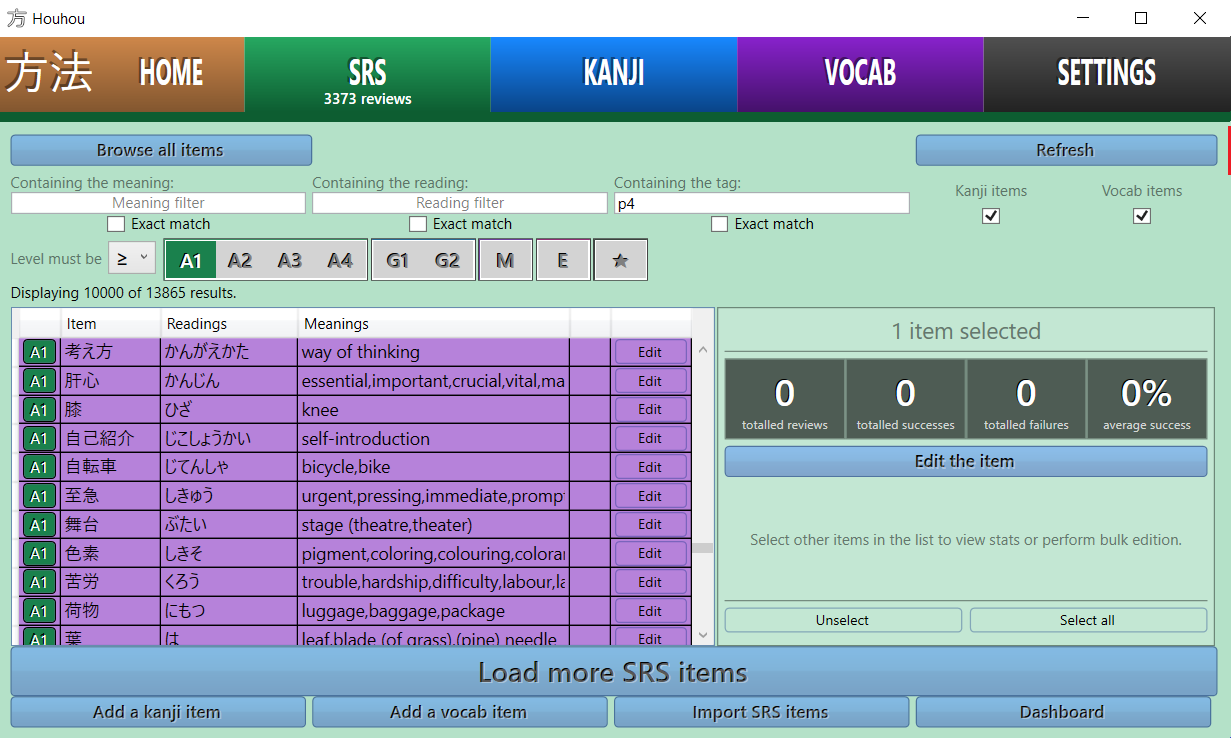 方 Houhou
方法 HOME SRS KANJI VOCAB SETTINGS
3373 reviews
Browse all items Refresh
Containing the meaning: Containing the reading: Containing the tag: Kanji items Vocab items
Meaning filter Reading filter p4
Exact match Exact match Exact match
Level must be ≥ A1 A2 A3 A4 G1 G2 M E ★
Displaying 10000 of 13865 results.
Item Readings Meanings
A1 考え方 かんがえかた way of thinking Edit
A1 肝心 かんじん essential,important,crucial,vital,ma Edit
A1 膝 ひざ knee Edit
A1 自己紹介 じこしょうかい self-introduction Edit
A1 自転車 じてんしゃ bicycle,bike Edit
A1 至急 しきゅう urgent,pressing,immediate,promp Edit
A1 舞台 ぶたい stage (theatre,theater) Edit
A1 色素 しきそ pigment,coloring,colouring,colora Edit
A1 苦労 くろう trouble,hardship,difficulty,labour,la Edit
A1 荷物 にもつ luggage,baggage,package Edit
A1 葉 は leaf,blade (of grass),(pine) needle Edit
1 item selected
0 0 0 0%
totalled reviews totalled successes totalled failures average success
Edit the item
Select other items in the list to view stats or perform bulk edition.
Unselect Select all
Load more SRS items
Add a kanji item Add a vocab item Import SRS items Dashboard